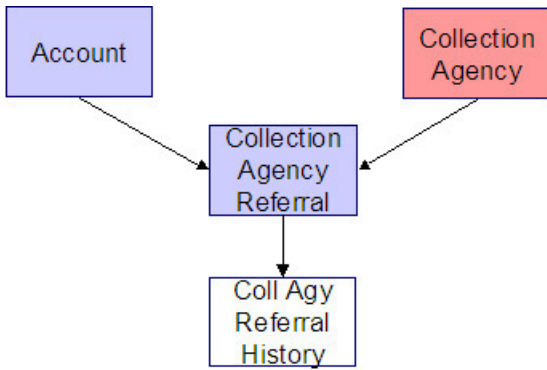 Account
Collection
Agency
Collection
Agency
Referral
Coll Agy
Referral
History